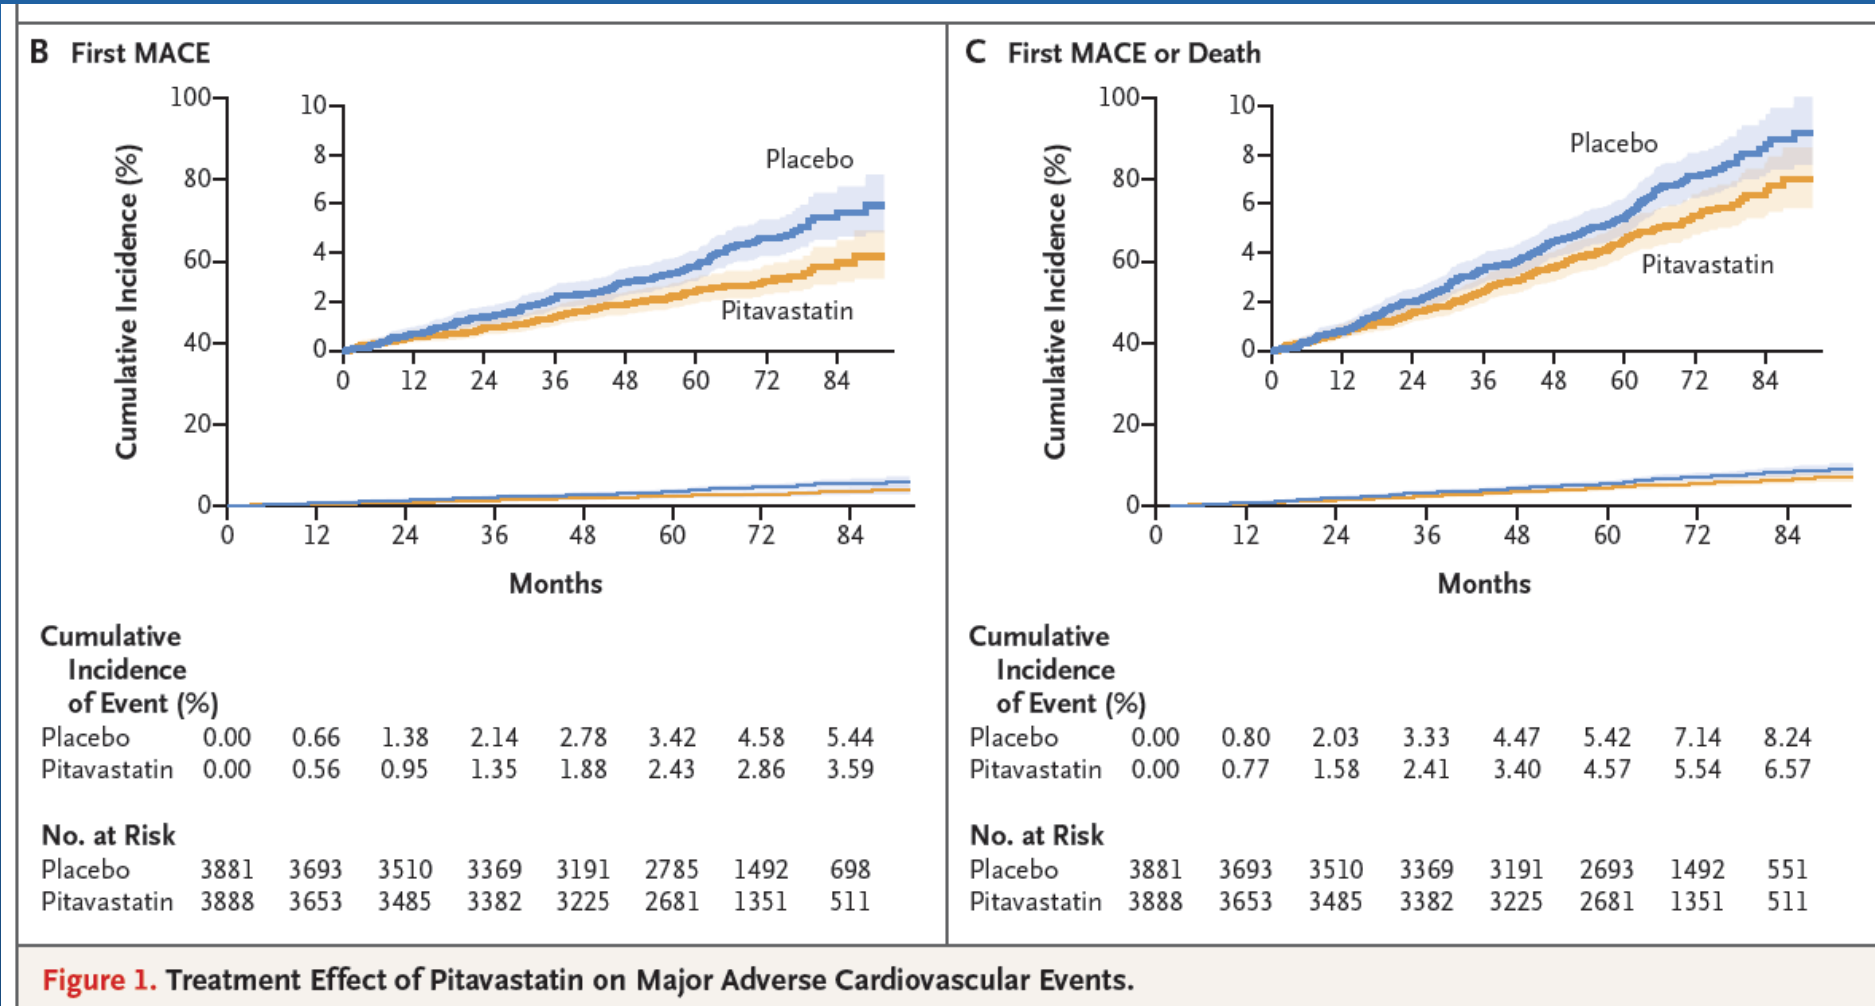 B First MACE
Cumulative Incidence (%)
100
80
60
40
20
0
10
8
6
4
2
0
Placebo
Pitavastatin
0 12 24 36 48 60 72 84
0 12 24 36 48 60 72 84
Months
Cumulative
Incidence
of Event (%)
Placebo 0.00 0.66 1.38 2.14 2.78 3.42 4.58 5.44
Pitavastatin 0.00 0.56 0.95 1.35 1.88 2.43 2.86 3.59
No. at Risk
Placebo 3881 3693 3510 3369 3191 2785 1492 698
Pitavastatin 3888 3653 3485 3382 3225 2681 1351 511
C First MACE or Death
Cumulative Incidence (%)
100
80
60
40
20
0
10
8
6
4
2
0
Placebo
Pitavastatin
0 12 24 36 48 60 72 84
0 12 24 36 48 60 72 84
Months
Cumulative
Incidence
of Event (%)
Placebo 0.00 0.80 2.03 3.33 4.47 5.42 7.14 8.24
Pitavastatin 0.00 0.77 1.58 2.41 3.40 4.57 5.54 6.57
No. at Risk
Placebo 3881 3693 3510 3369 3191 2693 1492 551
Pitavastatin 3888 3653 3485 3382 3225 2681 1351 511
Figure 1. Treatment Effect of Pitavastatin on Major Adverse Cardiovascular Events.